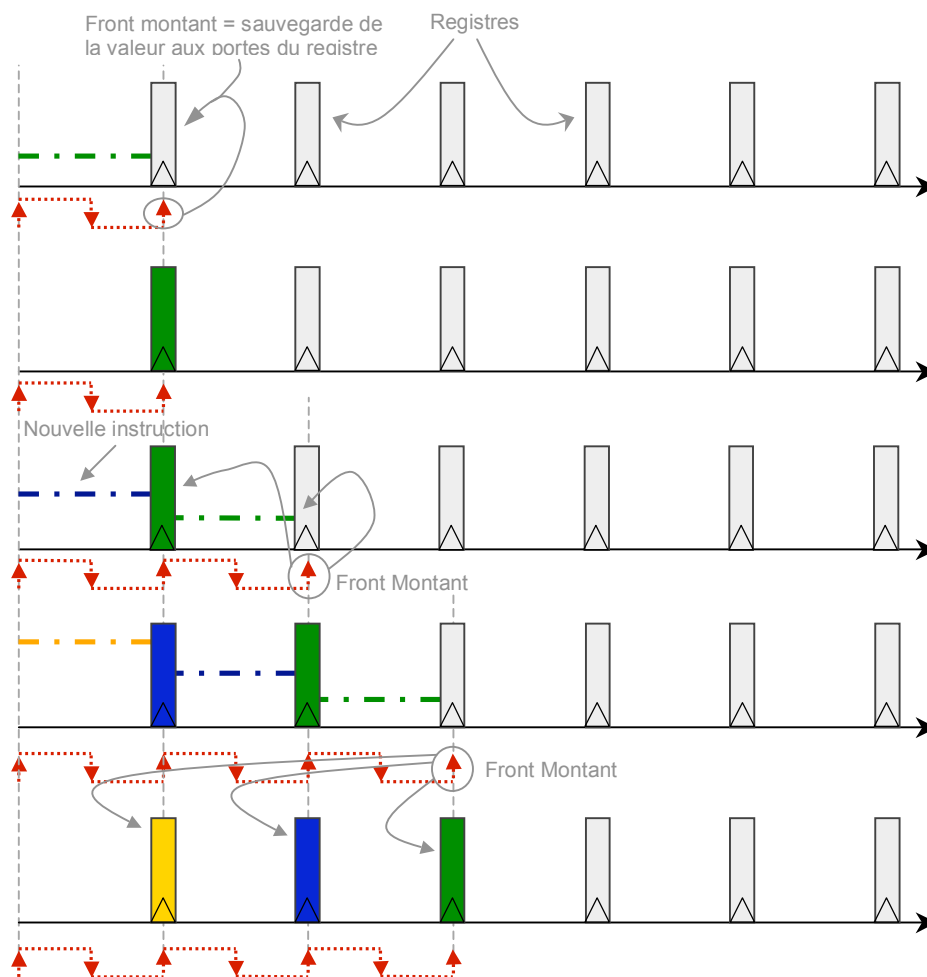 Front montant = sauvegarde de
la valeur aux portes du registre
Registres
Nouvelle instruction
Front Montant
Front Montant